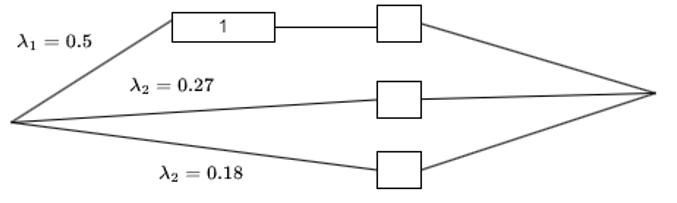 λ₁ = 0.5
1
λ₂ = 0.27
λ₂ = 0.18